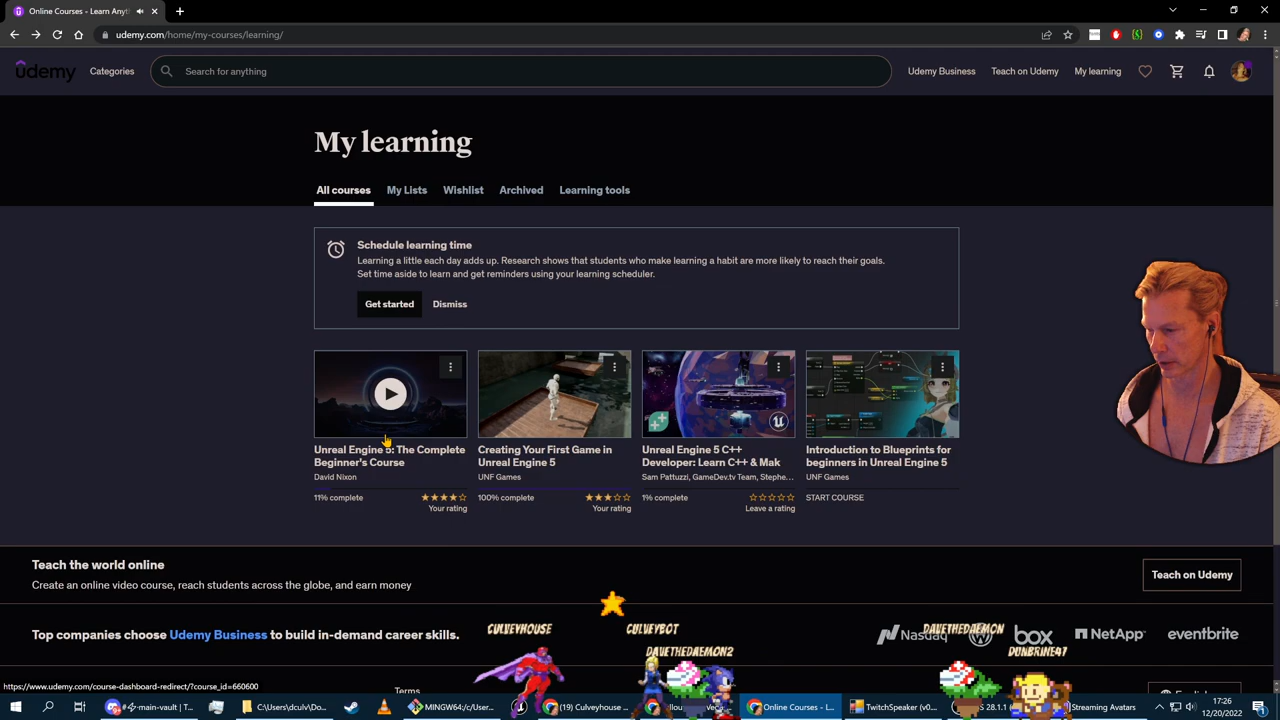 Online Courses - Learn Anyt
udemy.com/home/my-courses/learning/
ûdemy
Categories
Search for anything
Udemy Business
Teach on Udemy
My learning
My learning
All courses
My Lists
Wishlist
Archived
Learning tools
Schedule learning time
Learning a little each day adds up. Research shows that students who make learning a habit are more likely to reach their goals.
Set time aside to learn and get reminders using your learning scheduler.
Get started
Dismiss
Unreal Engine 5: The Complete
Beginner's Course
David Nixon
11% complete
Your rating
Creating Your First Game in
Unreal Engine 5
UNF Games
100% complete
Your rating
Unreal Engine 5 C++
Developer: Learn C++ & Mak
Sam Pattuzzi, GameDev.tv Team, Stephe...
1% complete
Leave a rating
Introduction to Blueprints for
beginners in Unreal Engine 5
UNF Games
START COURSE
Teach the world online
Create an online video course, reach students across the globe, and earn money
Teach on Udemy
Top companies choose Udemy Business to build in-demand career skills.
Nasdaq
box
NetApp
eventbrite
CULVEYHOUSE
CULVEYBOT
DAVETHEDAEMON2
DAVETHEDAEMON
DUNBRINE47
https://www.udemy.com/course-dashboard-redirect/?course_id=660600
Terms
#⚡-main-vault | Disc...
C:\Users\dculv\Do...
MINGW64:/c/User...
(19) Culveyhouse ...
Online Courses - L...
TwitchSpeaker (v0...
OBS 28.1.1
Streaming Avatars
17:26
12/20/2022